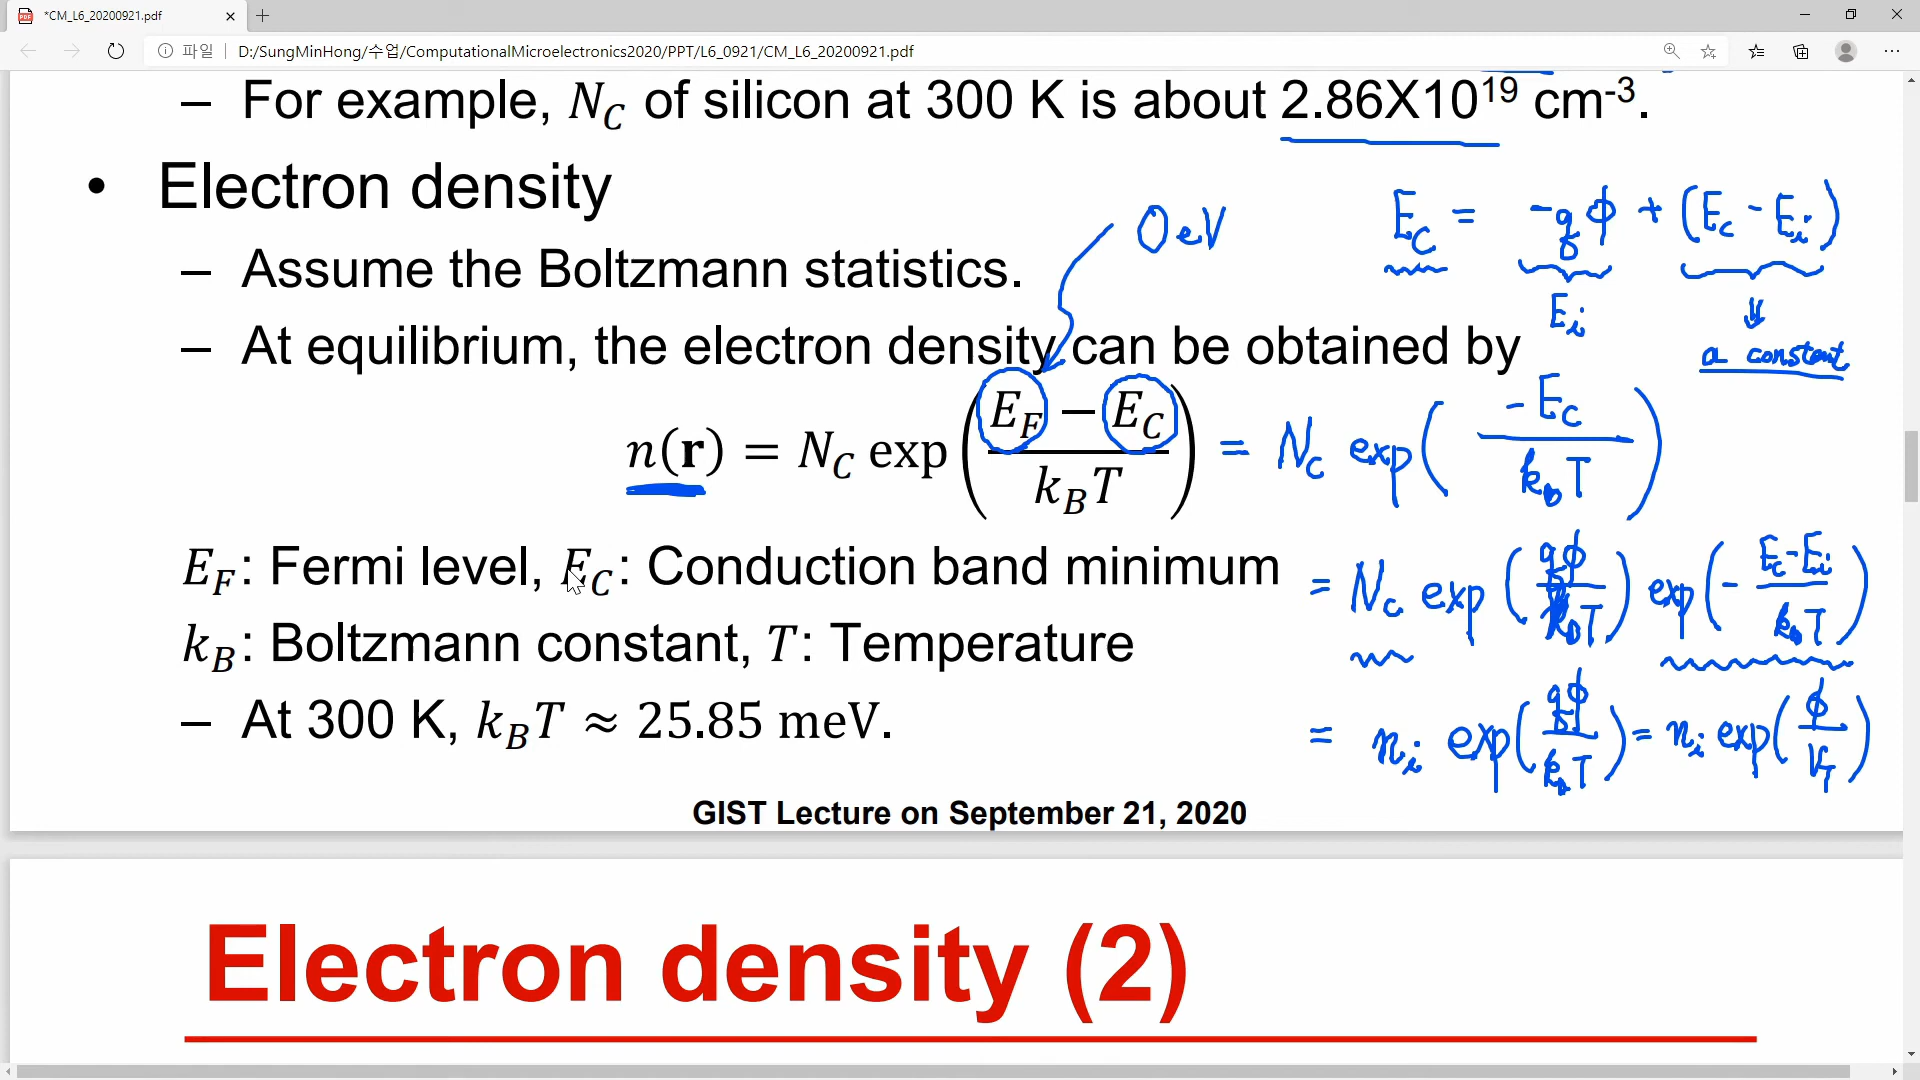 *CM_L6_20200921.pdf
파일 | D:/SungMinHong/수업/ComputationalMicroelectronics2020/PPT/L6_0921/CM_L6_20200921.pdf
– For example, N_C of silicon at 300 K is about 2.86X10^19 cm^-3.
• Electron density
0 eV
E_C = -qφ + (E_c - E_i)
– Assume the Boltzmann statistics.
E_i
– At equilibrium, the electron density can be obtained by
a constant
n(r) = N_C exp((E_F − E_C)/(k_B T)) = N_c exp(-E_C/(k_B T))
E_F: Fermi level, E_C: Conduction band minimum
= N_c exp(qφ/(k_B T)) exp(-(E_c-E_i)/(k_B T))
k_B: Boltzmann constant, T: Temperature
– At 300 K, k_B T ≈ 25.85 meV.
= n_i exp(qφ/(k_B T)) = n_i exp(φ/V_T)
GIST Lecture on September 21, 2020
Electron density (2)